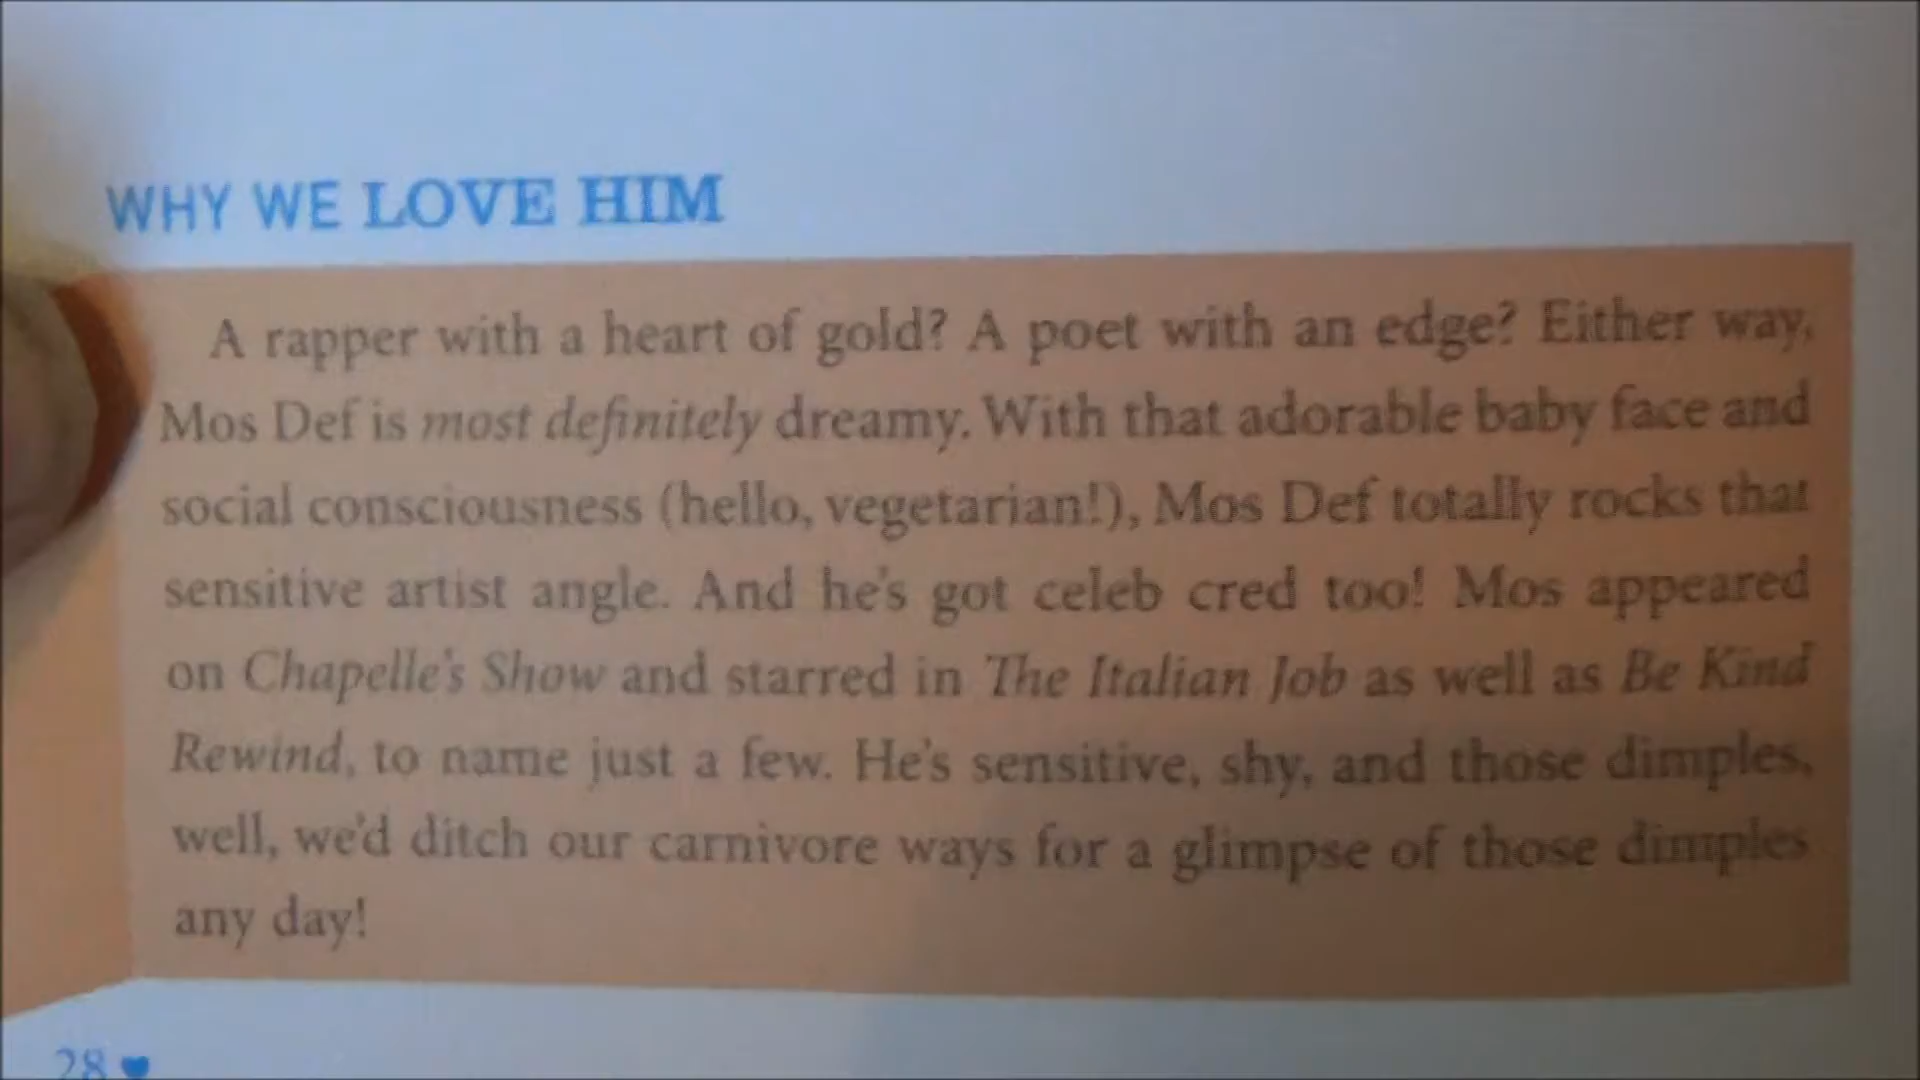 WHY WE LOVE HIM
A rapper with a heart of gold? A poet with an edge? Either way,
Mos Def is most definitely dreamy. With that adorable baby face and
social consciousness (hello, vegetarian!), Mos Def totally rocks that
sensitive artist angle. And he's got celeb cred too! Mos appeared
on Chapelle's Show and starred in The Italian Job as well as Be Kind
Rewind, to name just a few. He's sensitive, shy, and those dimples,
well, we'd ditch our carnivore ways for a glimpse of those dimples
any day!
28